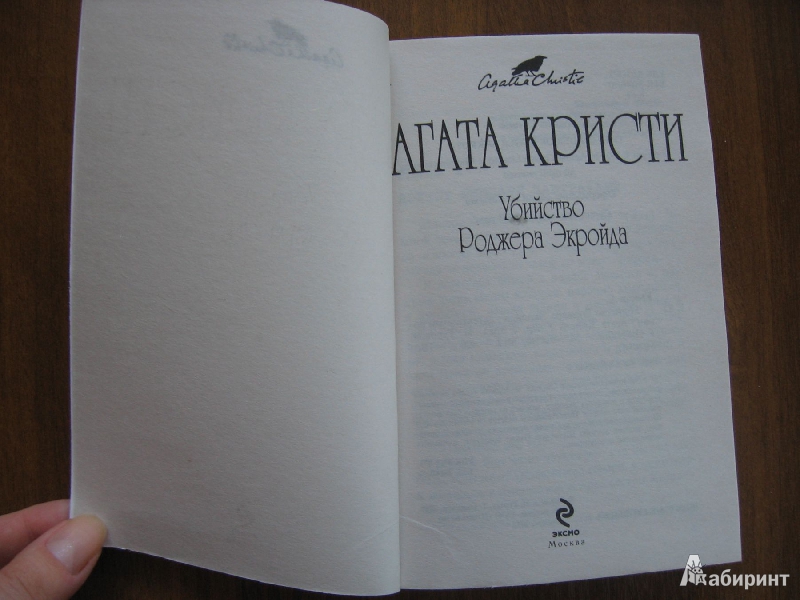 Agatha Christie
АГАТА КРИСТИ
Убийство
Роджера Экройда
ЭКСМО
Москва
Лабиринт